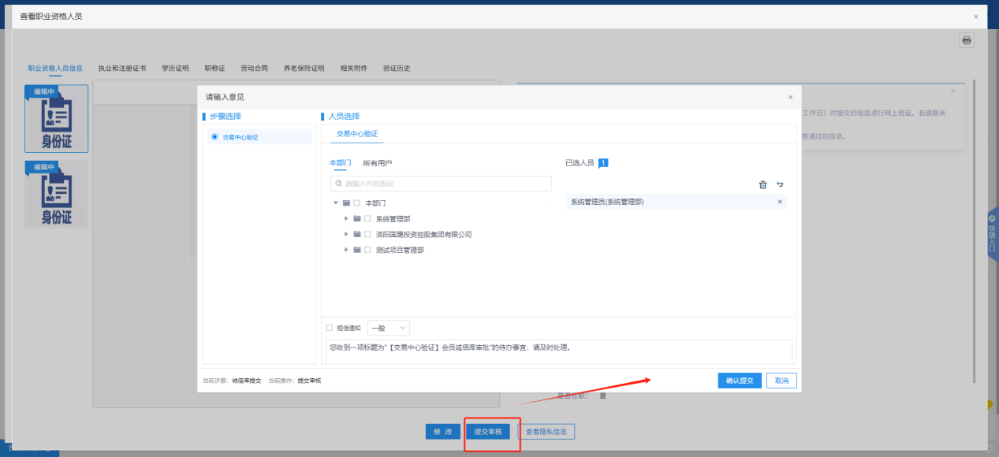 查看职业资格人员
职业资格人员信息 执业和注册证书 学历证明 职称证 劳动合同 养老保险证明 相关附件 验证历史
编辑中
身份证
编辑中
身份证
请输入意见
步骤选择
交易中心验证
人员选择
交易中心验证
本部门 所有用户
请输入内容查询
本部门
系统管理部
洛阳国晟投资控股集团有限公司
测试项目管理部
已选人员 1
系统管理员(系统管理部)
短信通知 一般
您收到一项标题为“【交易中心验证】会员诚信库审批”的待办事宜，请及时处理。
当前步骤：诚信库提交 当前操作：提交审核
确认提交 取消
工作日）对提交的信息进行网上验证。若逾期未
核通过的信息。
是否在职： 是
修 改 提交审核 查看隐私信息
快捷入口